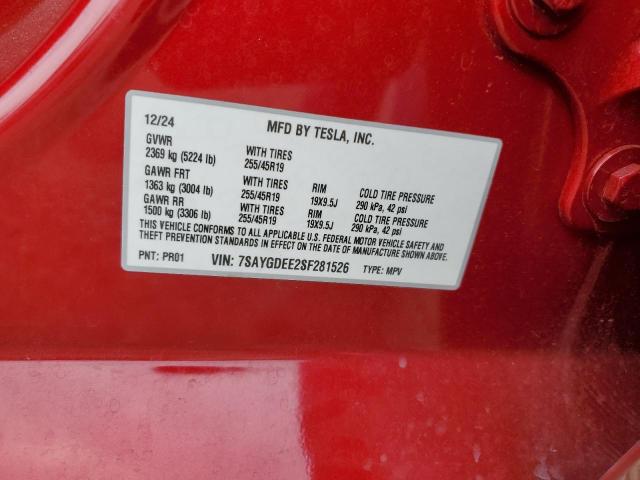 12/24 MFD BY TESLA, INC.
GVWR
2369 kg (5224 lb) WITH TIRES
GAWR FRT 255/45R19
1363 kg (3004 lb) WITH TIRES RIM COLD TIRE PRESSURE
GAWR RR 255/45R19 19X9.5J 290 kPa, 42 psi
1500 kg (3306 lb) WITH TIRES RIM COLD TIRE PRESSURE
255/45R19 19X9.5J 290 kPa, 42 psi
THIS VEHICLE CONFORMS TO ALL APPLICABLE U.S. FEDERAL MOTOR VEHICLE SAFETY AND
THEFT PREVENTION STANDARDS IN EFFECT ON THE DATE OF MANUFACTURE SHOWN
ABOVE.
PNT: PR01 VIN: 7SAYGDEE2SF281526 TYPE: MPV